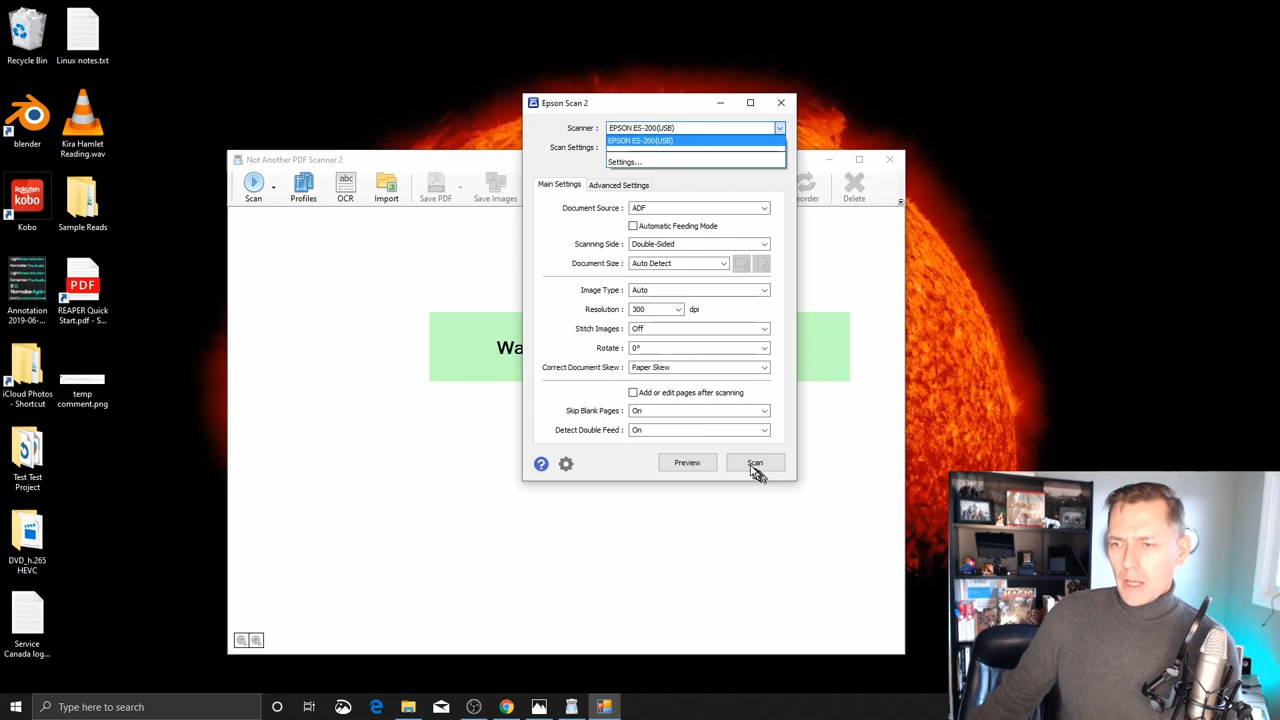 Recycle Bin
Linux notes.txt
blender
Kira Hamlet
Reading.wav
Rakuten
kobo
Kobo
Sample Reads
Annotation
2019-06-...
PDF
REAPER Quick
Start.pdf - S...
iCloud Photos
- Shortcut
temp
comment.png
Test Test
Project
DVD_h.265
HEVC
Service
Canada log...
Not Another PDF Scanner 2
Scan
Profiles
abc
OCR
Import
PDF
Save PDF
Save Images
eorder
Delete
Wa
Epson Scan 2
Scanner :
EPSON ES-200(USB)
EPSON ES-200(USB)
Scan Settings :
Settings...
Main Settings
Advanced Settings
Document Source :
ADF
Automatic Feeding Mode
Scanning Side :
Double-Sided
Document Size :
Auto Detect
Image Type :
Auto
Resolution :
300
dpi
Stitch Images :
Off
Rotate :
0°
Correct Document Skew :
Paper Skew
Add or edit pages after scanning
Skip Blank Pages :
On
Detect Double Feed :
On
?
Preview
Scan
Type here to search